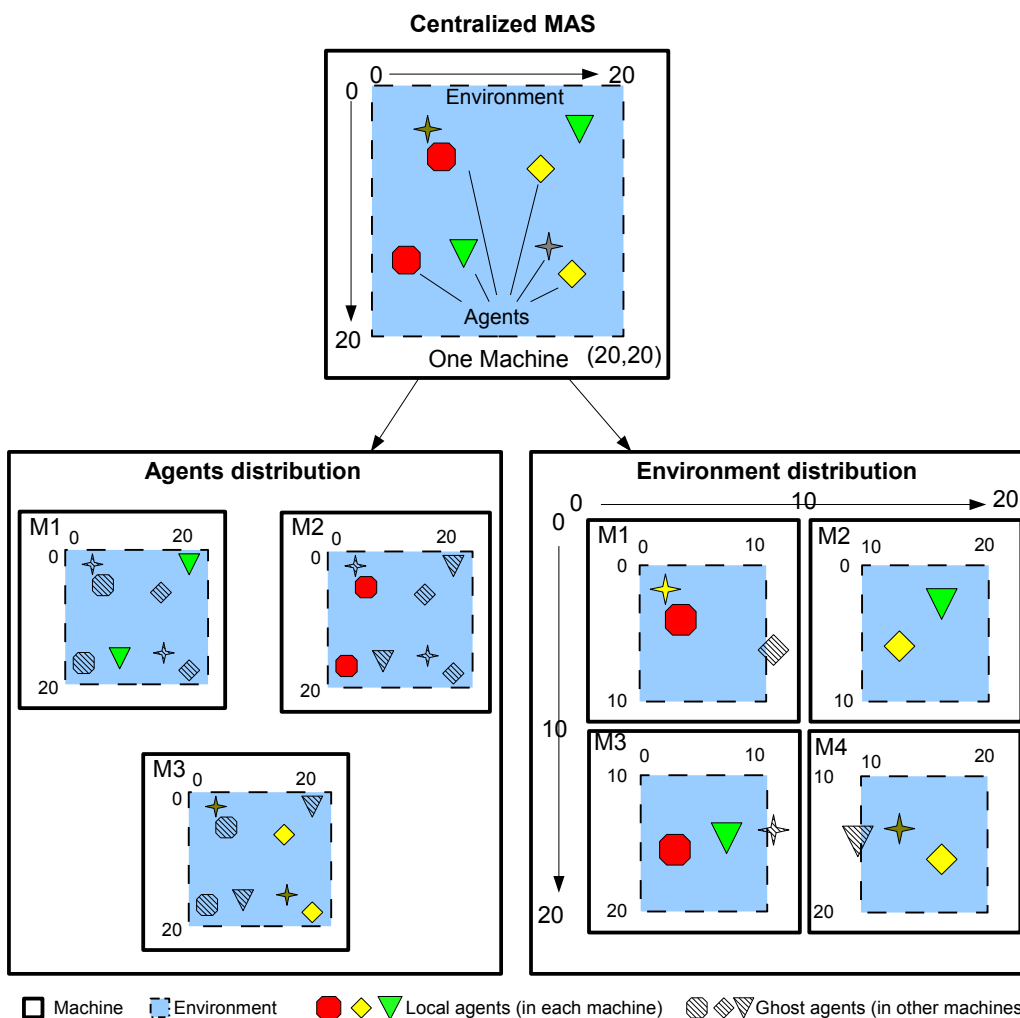 Centralized MAS
0 20
0
Environment
Agents
20
One Machine (20,20)
Agents distribution
M1
0 20
0
20
M2
0 20
0
20
M3
0 20
0
20
Environment distribution
0 10 20
0
10
20
M1
0 10
0
10
M2
10 20
0
10
M3
0 10
10
20
M4
10 20
10
20
Machine Environment Local agents (in each machine) Ghost agents (in other machines